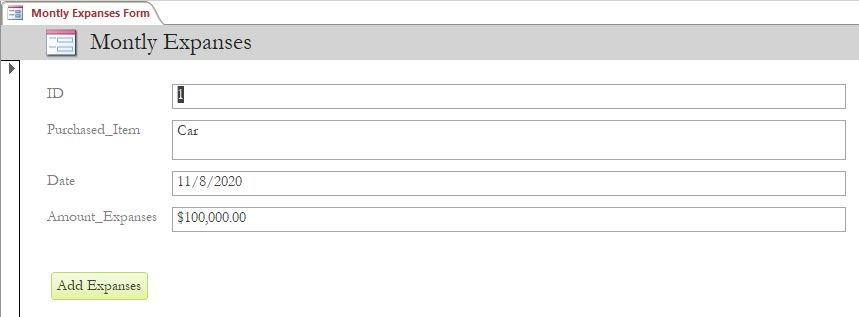 Montly Expanses Form
Montly Expanses
ID
1
Purchased_Item
Car
Date
11/8/2020
Amount_Expanses
$100,000.00
Add Expanses